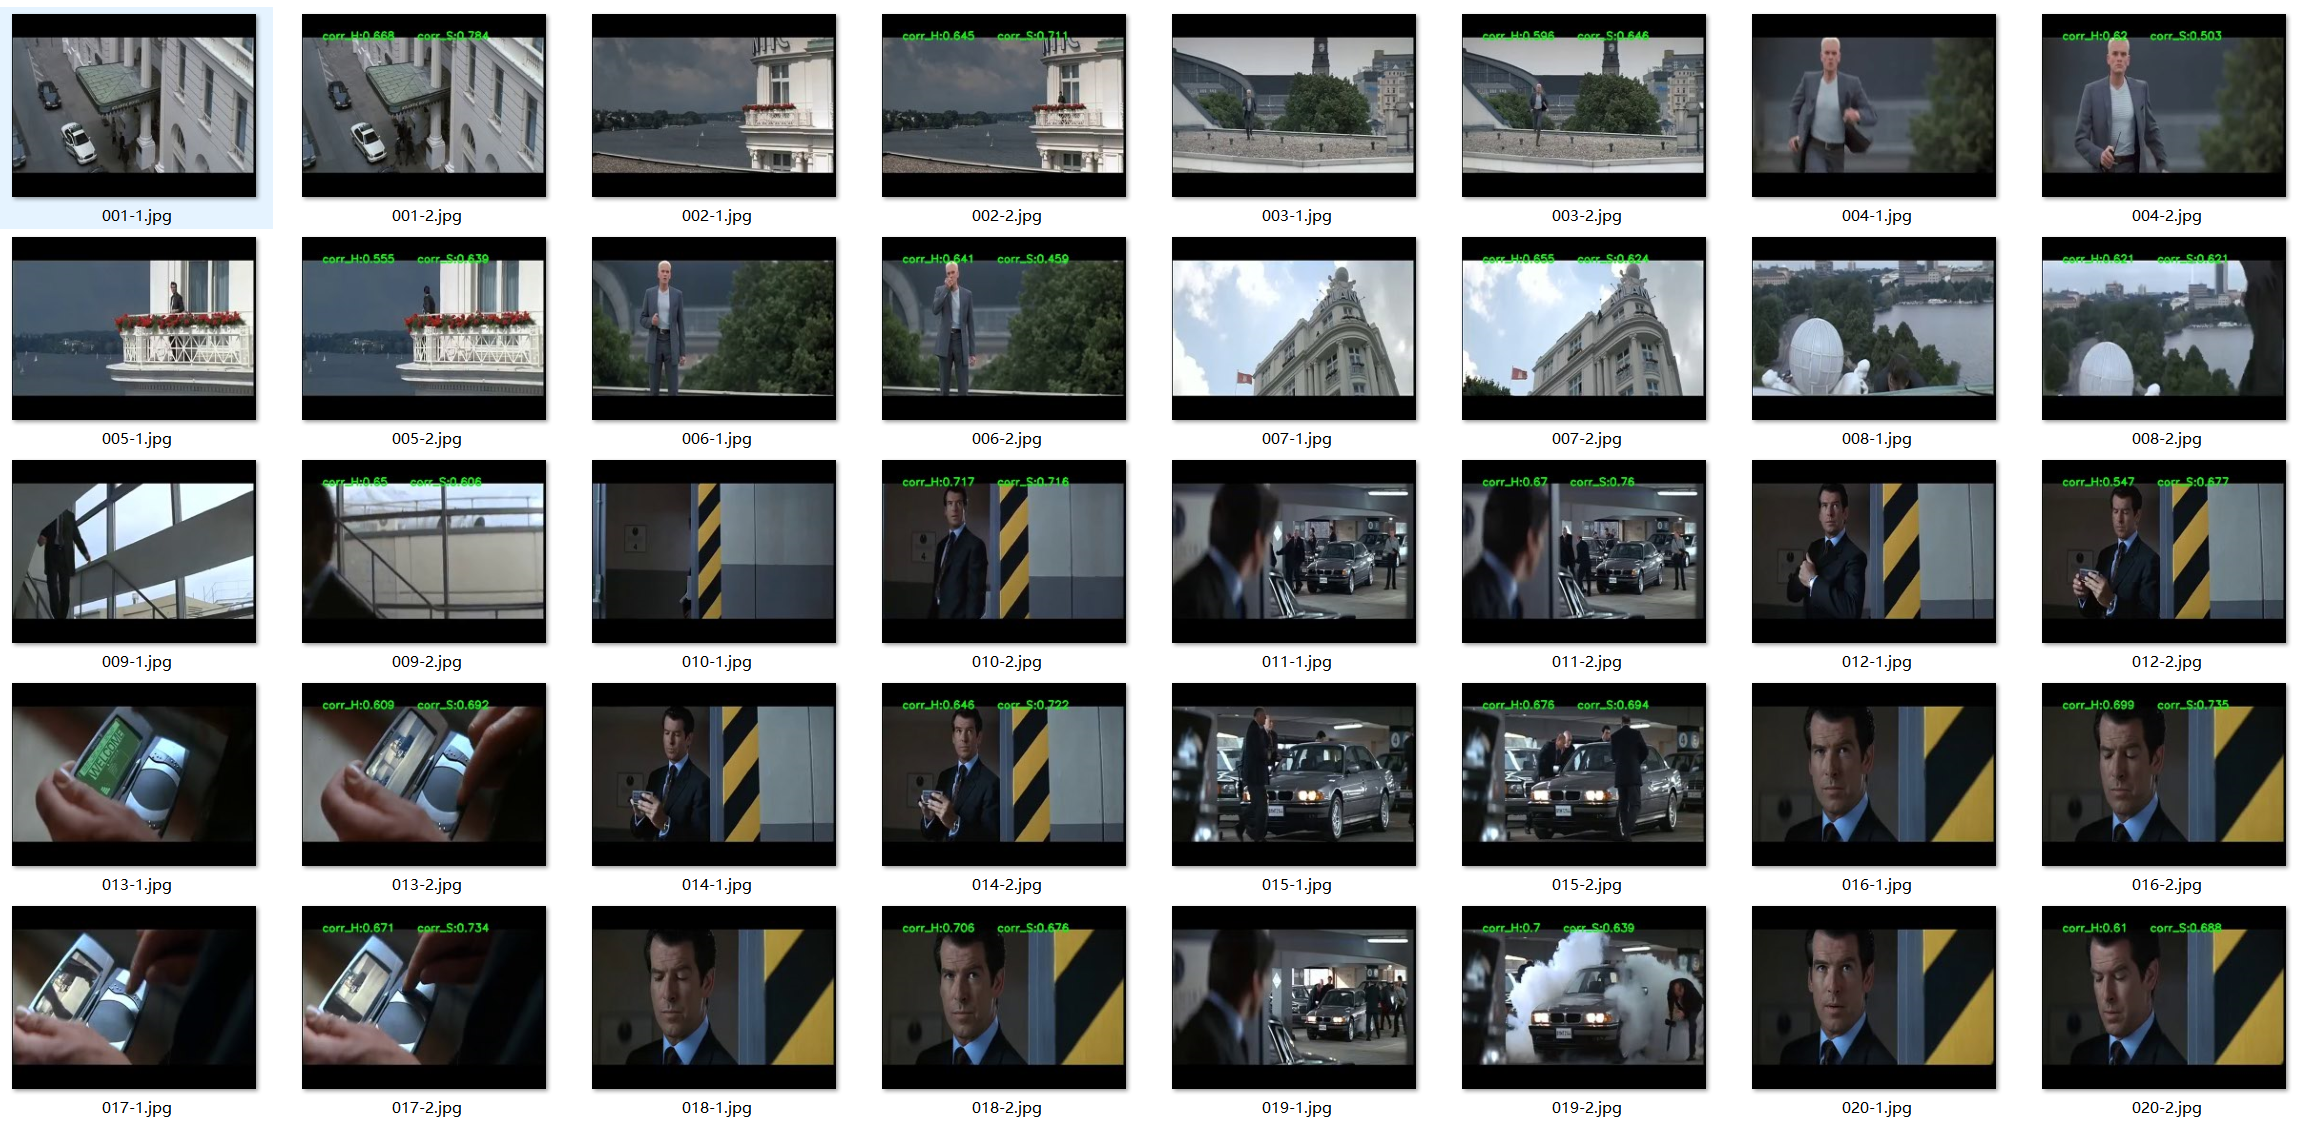 corr_H:0.668 corr_S:0.784
corr_H:0.645 corr_S:0.711
corr_H:0.596 corr_S:0.646
corr_H:0.62 corr_S:0.503
001-1.jpg
001-2.jpg
002-1.jpg
002-2.jpg
003-1.jpg
003-2.jpg
004-1.jpg
004-2.jpg
corr_H:0.555 corr_S:0.639
corr_H:0.641 corr_S:0.459
corr_H:0.655 corr_S:0.624
corr_H:0.621 corr_S:0.621
005-1.jpg
005-2.jpg
006-1.jpg
006-2.jpg
007-1.jpg
007-2.jpg
008-1.jpg
008-2.jpg
corr_H:0.65 corr_S:0.606
corr_H:0.717 corr_S:0.716
corr_H:0.67 corr_S:0.76
corr_H:0.547 corr_S:0.677
009-1.jpg
009-2.jpg
010-1.jpg
010-2.jpg
011-1.jpg
011-2.jpg
012-1.jpg
012-2.jpg
WELCOME
corr_H:0.609 corr_S:0.692
corr_H:0.646 corr_S:0.722
corr_H:0.676 corr_S:0.694
corr_H:0.699 corr_S:0.735
013-1.jpg
013-2.jpg
014-1.jpg
014-2.jpg
015-1.jpg
015-2.jpg
016-1.jpg
016-2.jpg
corr_H:0.671 corr_S:0.734
corr_H:0.706 corr_S:0.676
corr_H:0.7 corr_S:0.639
corr_H:0.61 corr_S:0.688
017-1.jpg
017-2.jpg
018-1.jpg
018-2.jpg
019-1.jpg
019-2.jpg
020-1.jpg
020-2.jpg